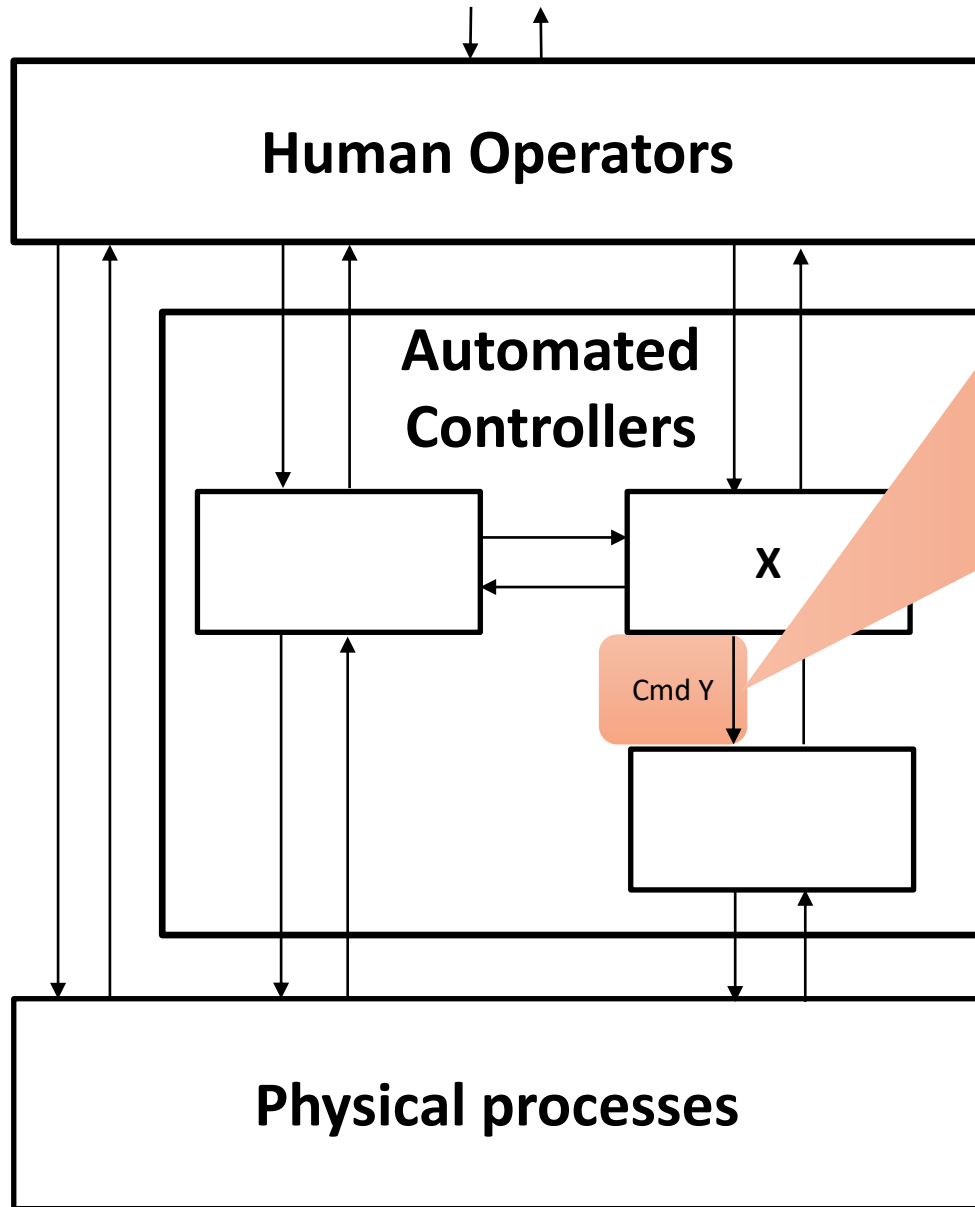 Human Operators
Automated
Controllers
X
Cmd Y
Physical processes